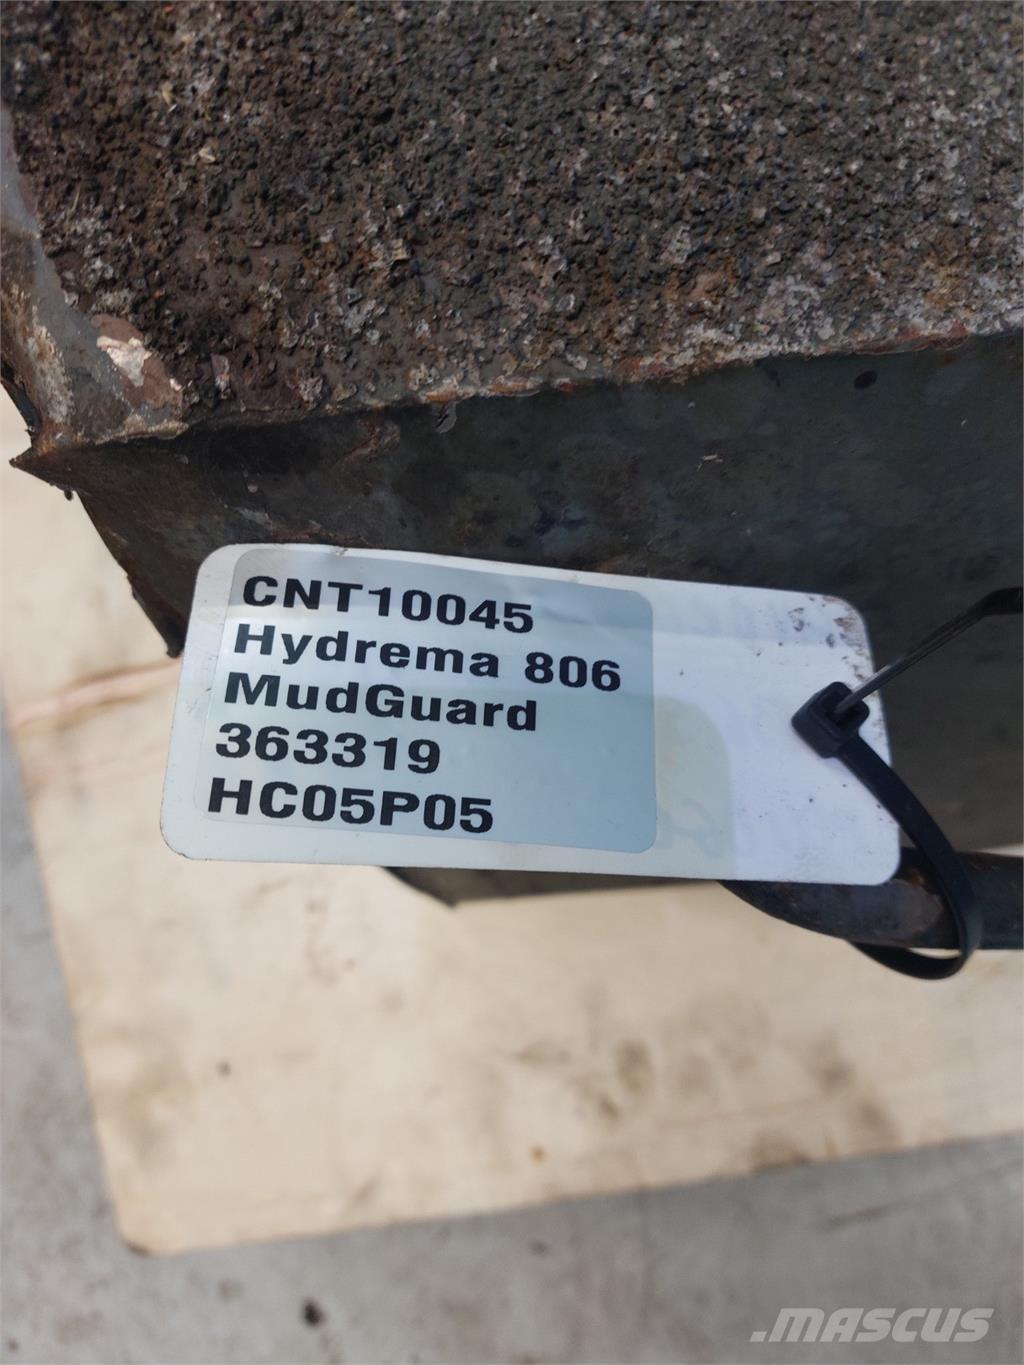 CNT10045
Hydrema 806
MudGuard
363319
HC05P05
MASCUS